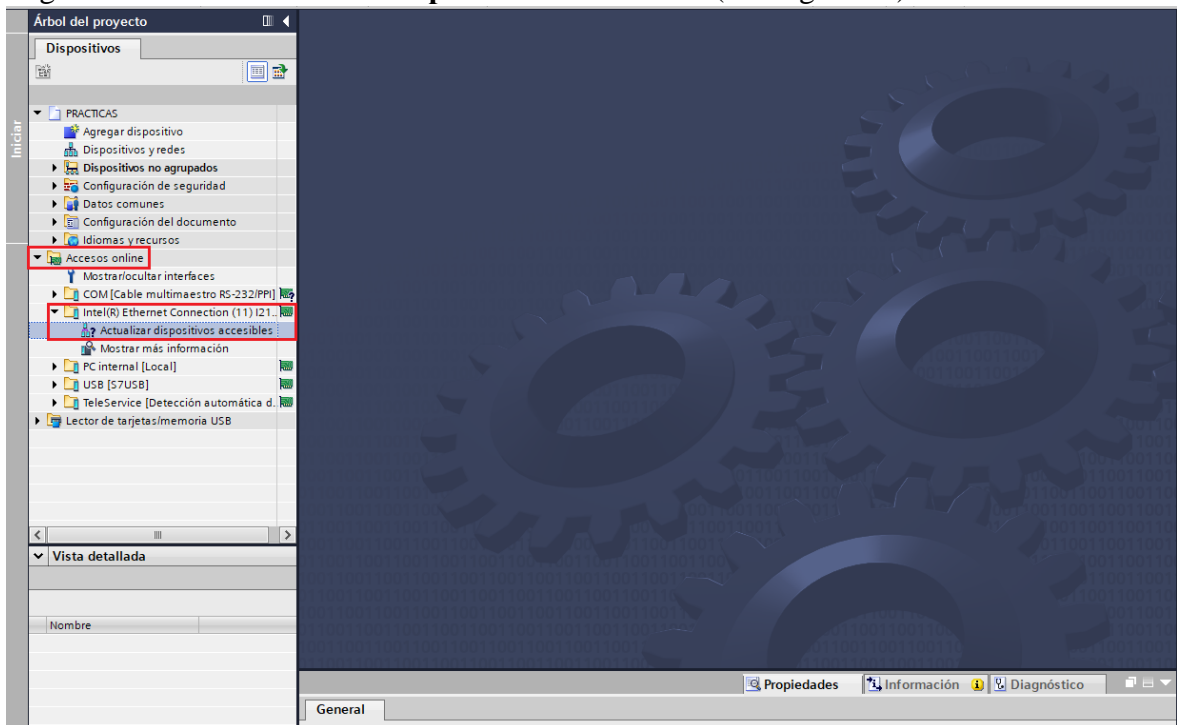 Árbol del proyecto
Dispositivos
Iniciar
PRACTICAS
Agregar dispositivo
Dispositivos y redes
Dispositivos no agrupados
Configuración de seguridad
Datos comunes
Configuración del documento
Idiomas y recursos
Accesos online
Mostrar/ocultar interfaces
COM [Cable multimaestro RS-232/PPI]
Intel(R) Ethernet Connection (11) I21..
Actualizar dispositivos accesibles
Mostrar más información
PC internal [Local]
USB [S7USB]
TeleService [Detección automática d.
Lector de tarjetas/memoria USB
Vista detallada
Nombre
Propiedades
Información
Diagnóstico
General